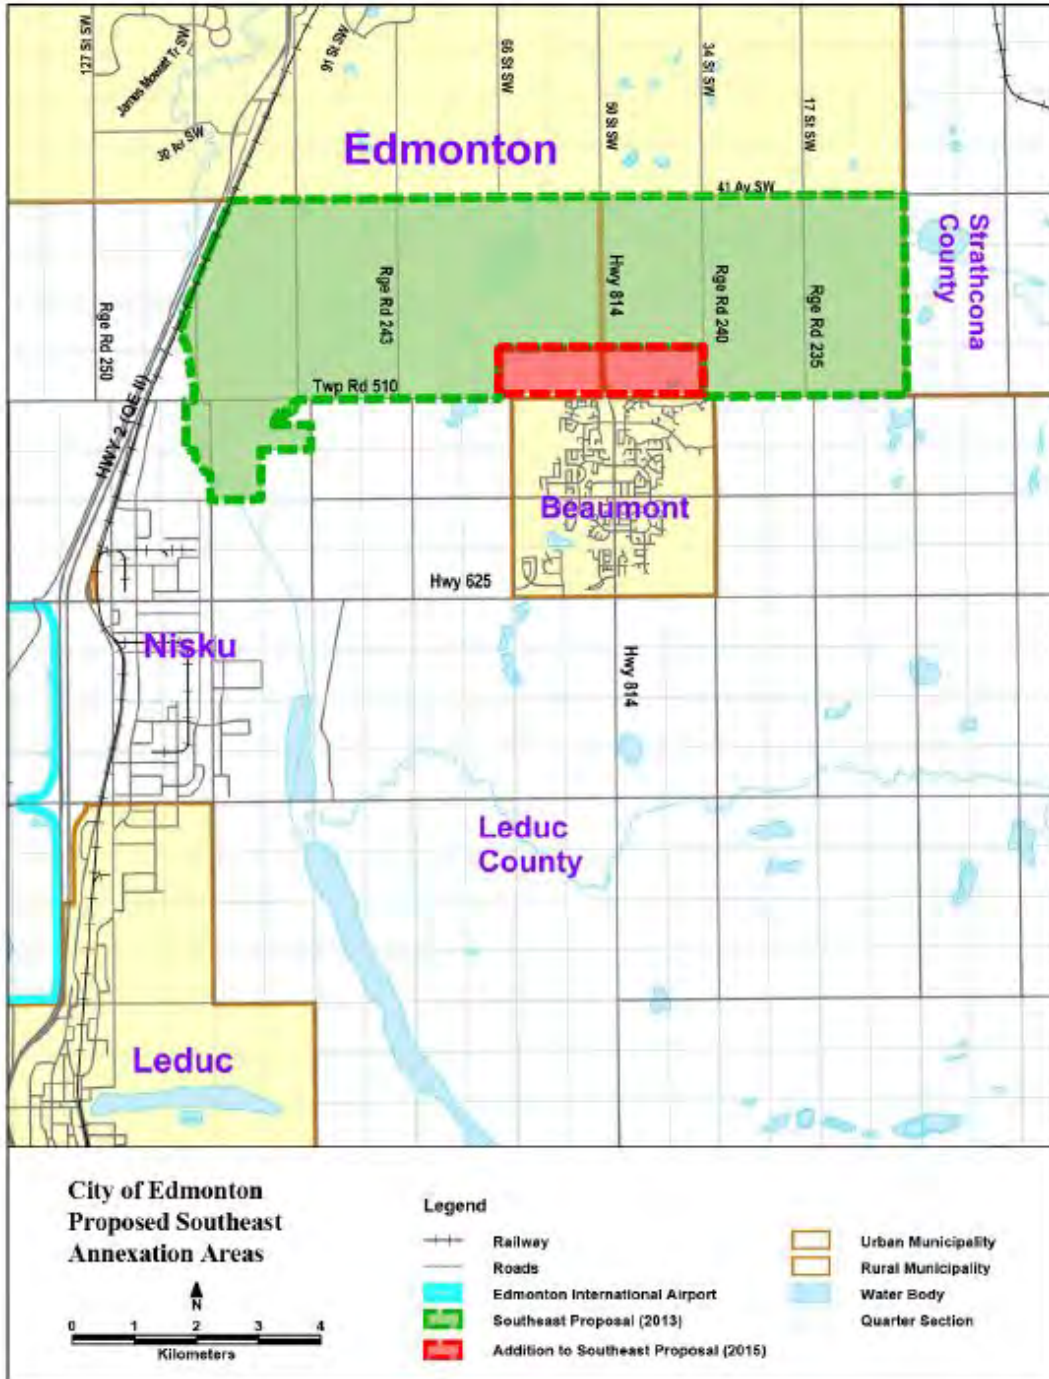 127 St SW
James Mowatt Tr SW
30 Av SW
91 St SW
66 St SW
50 St SW
34 St SW
17 St SW
Edmonton
41 Av SW
Strathcona
County
Rge Rd 250
Rge Rd 243
Hwy 814
Rge Rd 240
Rge Rd 235
HWY 2 (QE II)
Twp Rd 510
Beaumont
Hwy 625
Nisku
Hwy 814
Leduc
County
Leduc
City of Edmonton
Proposed Southeast
Annexation Areas
N
0 1 2 3 4
Kilometers
Legend
Railway
Roads
Edmonton International Airport
Southeast Proposal (2013)
Addition to Southeast Proposal (2015)
Urban Municipality
Rural Municipality
Water Body
Quarter Section